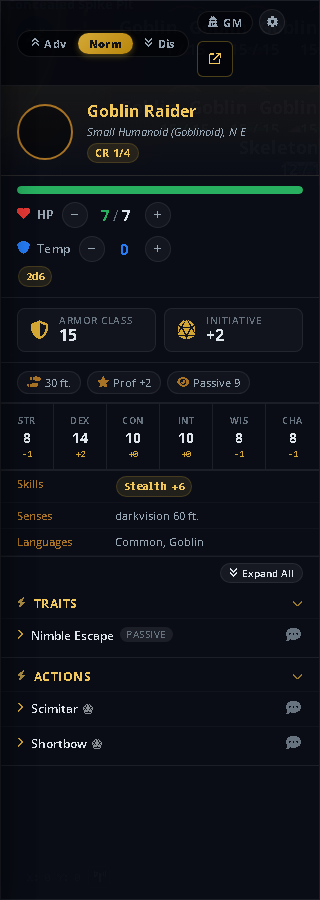 GM
Adv Norm Dis
Goblin Raider
Small Humanoid (Goblinoid), N E
CR 1/4
HP − 7 / 7 +
Temp − 0 +
2d6
ARMOR CLASS
15
INITIATIVE
+2
30 ft. Prof +2 Passive 9
STR DEX CON INT WIS CHA
8 14 10 10 8 8
-1 +2 +0 +0 -1 -1
Skills Stealth +6
Senses darkvision 60 ft.
Languages Common, Goblin
Expand All
TRAITS
Nimble Escape PASSIVE
ACTIONS
Scimitar
Shortbow